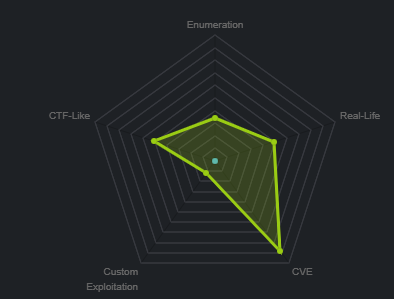 Enumeration
CTF-Like
Real-Life
Custom
Exploitation
CVE